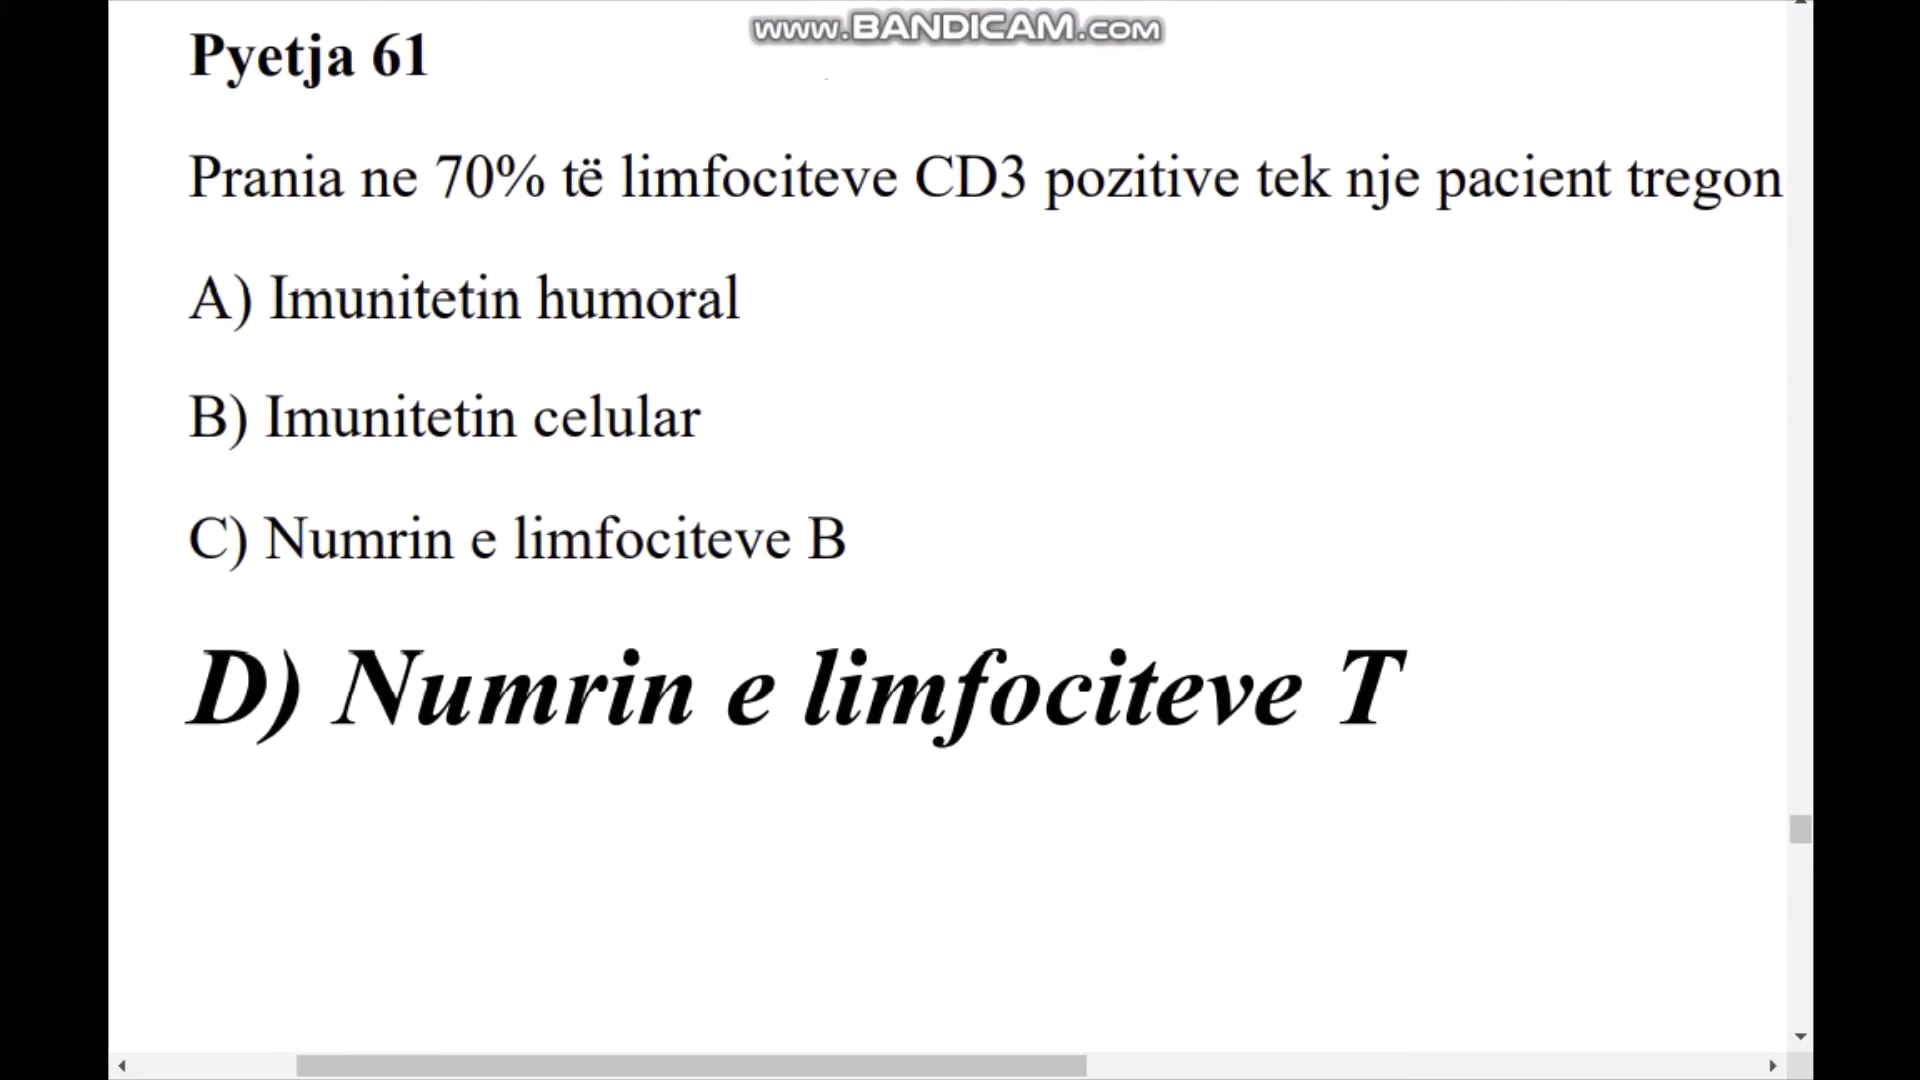 www.BANDICAM.com
Pyetja 61
Prania ne 70% të limfociteve CD3 pozitive tek nje pacient tregon
A) Imunitetin humoral
B) Imunitetin celular
C) Numrin e limfociteve B
D) Numrin e limfociteve T